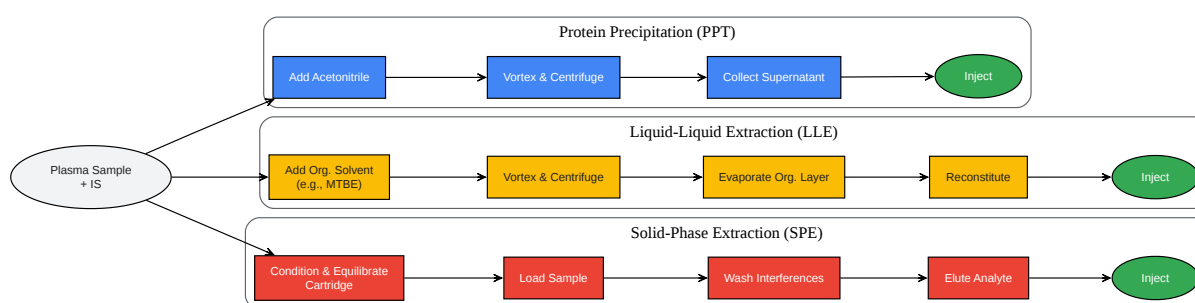 Protein Precipitation (PPT)
Add Acetonitrile
Vortex & Centrifuge
Collect Supernatant
Inject
Plasma Sample
+ IS
Liquid-Liquid Extraction (LLE)
Add Org. Solvent
(e.g., MTBE)
Vortex & Centrifuge
Evaporate Org. Layer
Reconstitute
Inject
Solid-Phase Extraction (SPE)
Condition & Equilibrate
Cartridge
Load Sample
Wash Interferences
Elute Analyte
Inject